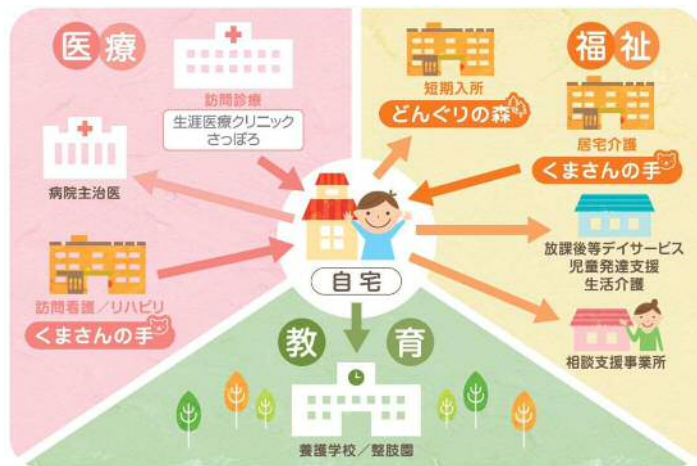 医療
訪問診療
生涯医療クリニック
さっぽろ
病院主治医
訪問看護／リハビリ
くまさんの手
福祉
短期入所
どんぐりの森
居宅介護
くまさんの手
放課後等デイサービス
児童発達支援
生活介護
相談支援事業所
自宅
教育
養護学校／整肢園